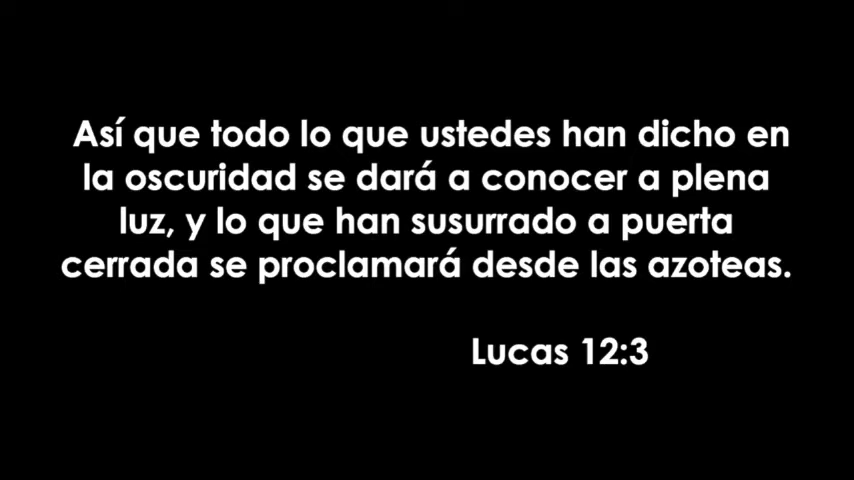 Así que todo lo que ustedes han dicho en
la oscuridad se dará a conocer a plena
luz, y lo que han susurrado a puerta
cerrada se proclamará desde las azoteas.
Lucas 12:3